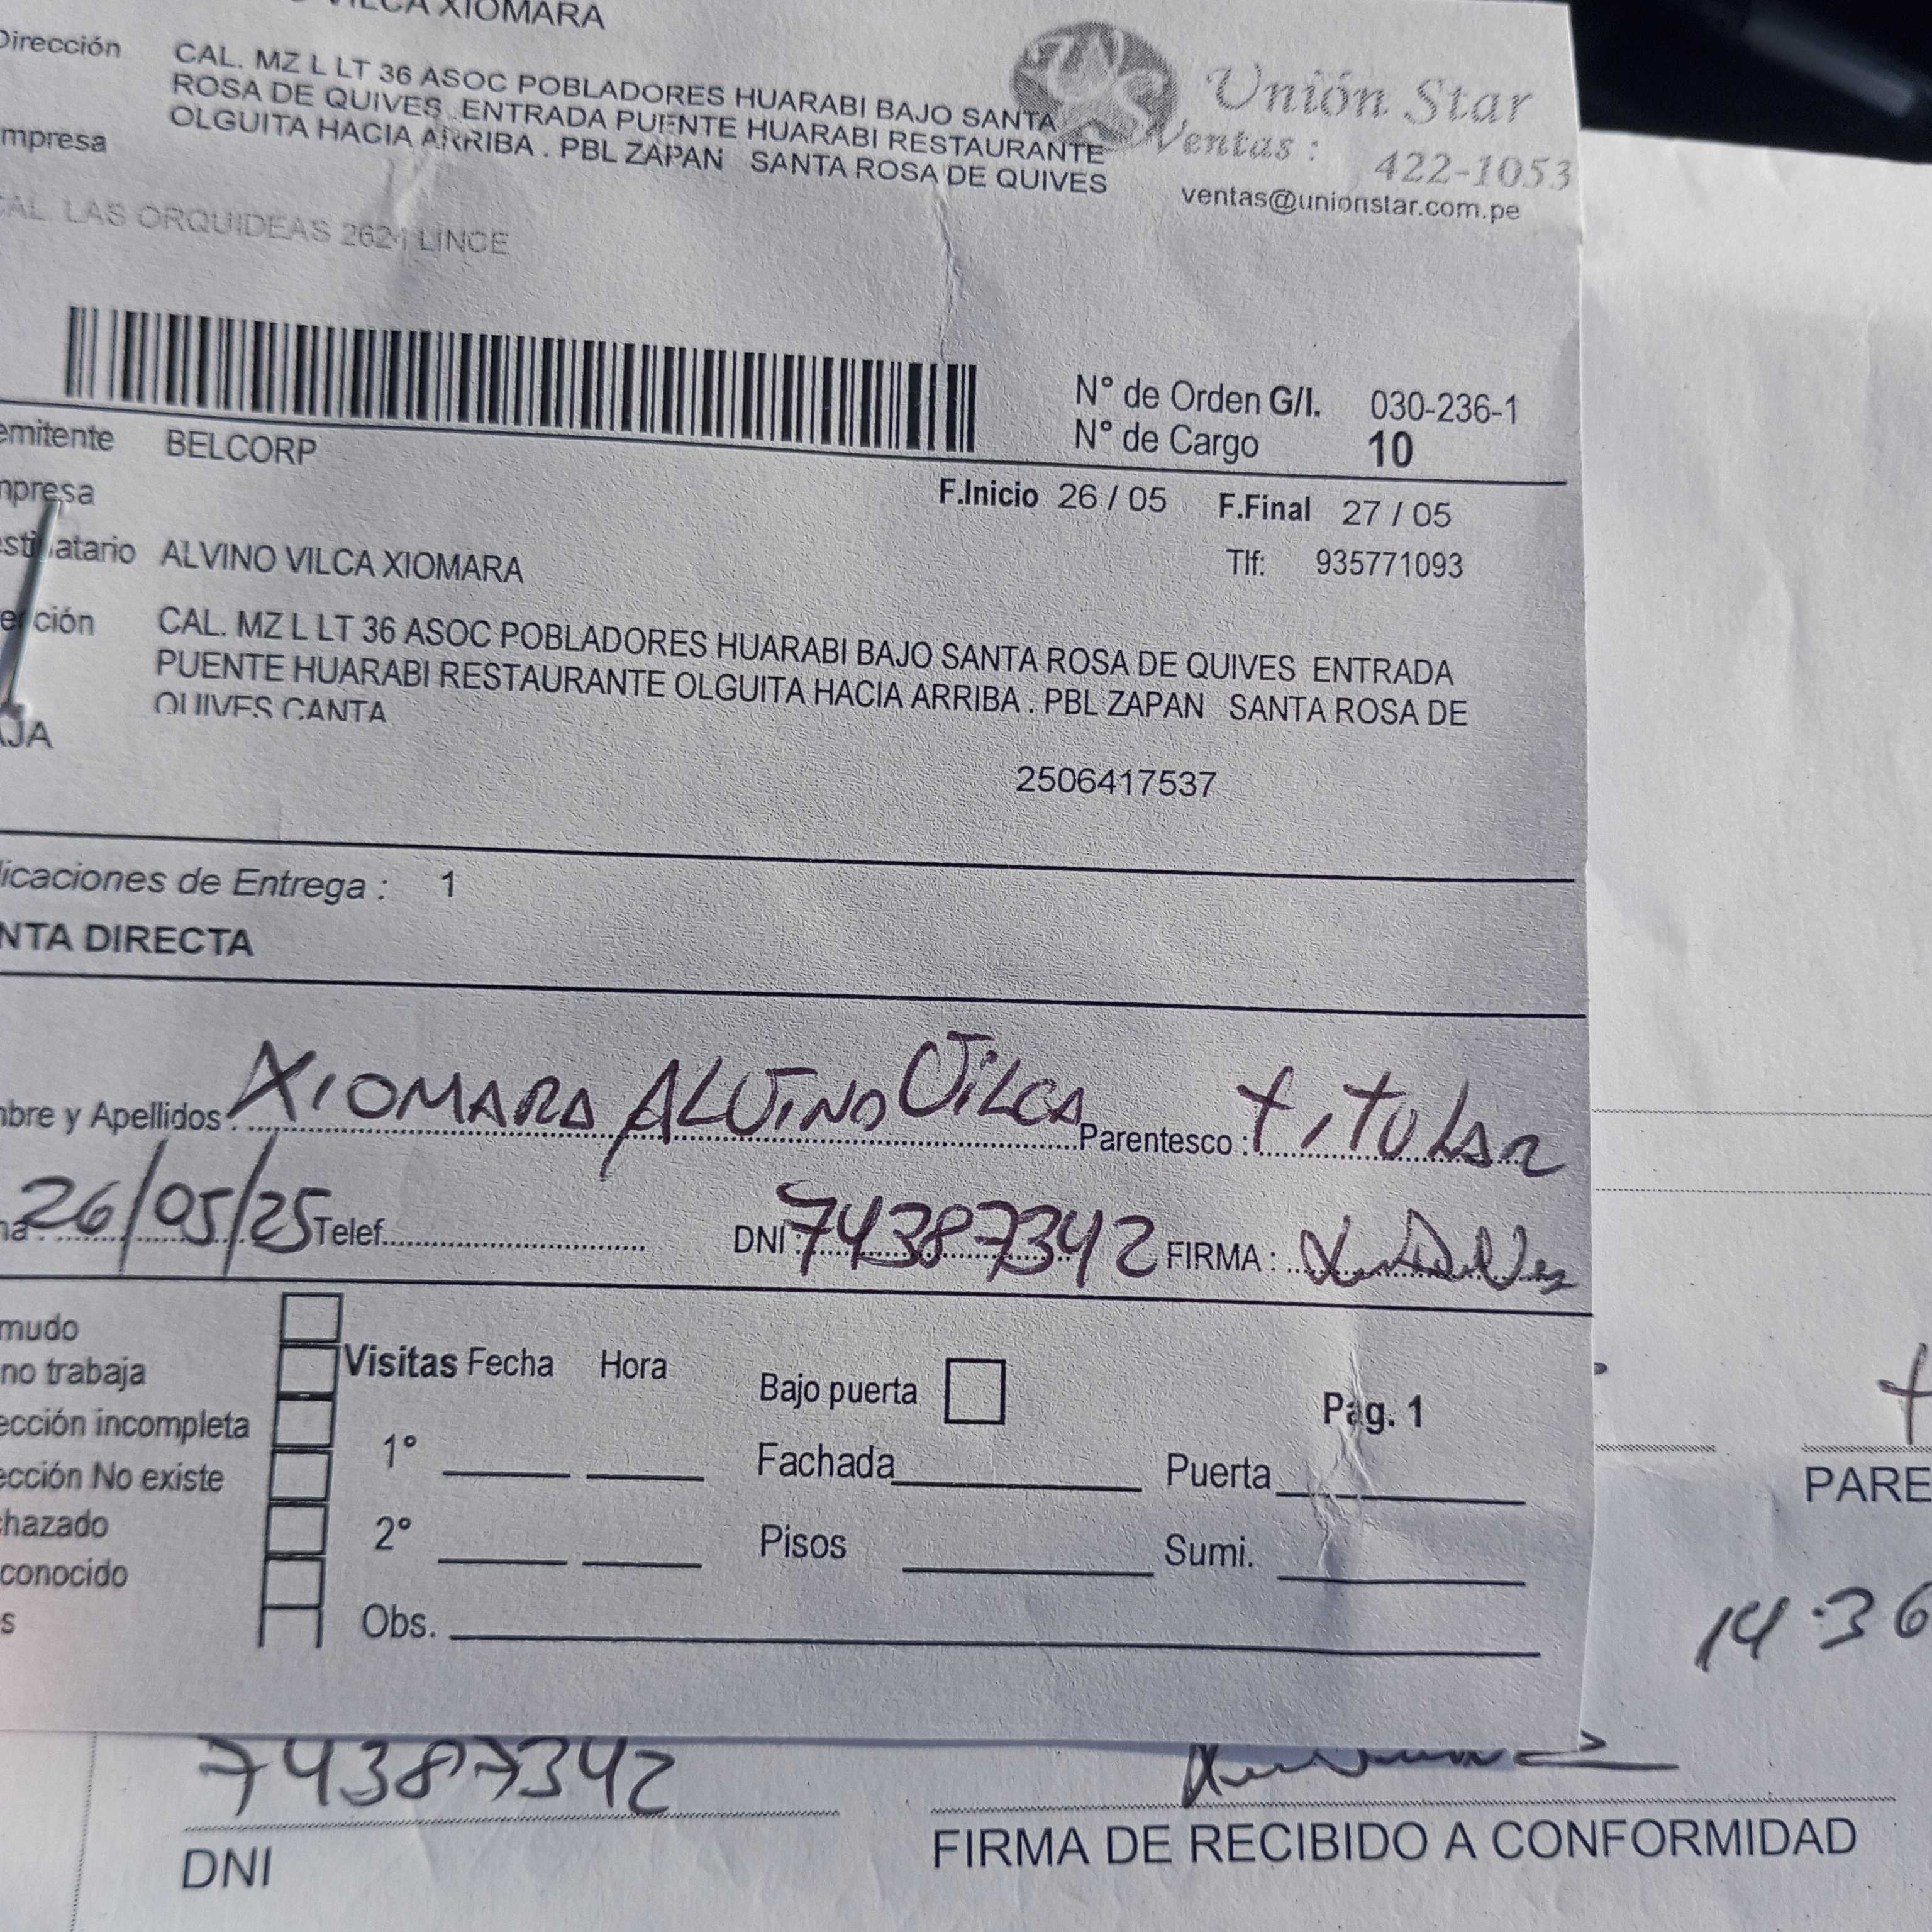 VILCA XIOMARA
Dirección CAL. MZ L LT 36 ASOC POBLADORES HUARABI BAJO SANTA
ROSA DE QUIVES ENTRADA PUENTE HUARABI RESTAURANTE
OLGUITA HACIA ARRIBA . PBL ZAPAN SANTA ROSA DE QUIVES
mpresa
Unión Star
Ventas : 422-1053
ventas@unionstar.com.pe
CAL LAS ORQUIDEAS 262 LINCE
N° de Orden G/I. 030-236-1
N° de Cargo 10
emitente BELCORP
mpresa
F.Inicio 26 / 05 F.Final 27 / 05
estinatario ALVINO VILCA XIOMARA
Tlf: 935771093
ección CAL. MZ L LT 36 ASOC POBLADORES HUARABI BAJO SANTA ROSA DE QUIVES ENTRADA
PUENTE HUARABI RESTAURANTE OLGUITA HACIA ARRIBA . PBL ZAPAN SANTA ROSA DE
QUIVES CANTA
AJA
2506417537
licaciones de Entrega : 1
NTA DIRECTA
mbre y Apellidos : XIOMARA ALVINO VILCA Parentesco : TITULAR
ha 26/05/25 Telef. DNI : 74387342 FIRMA :
mudo
no trabaja
ección incompleta
ección No existe
chazado
conocido
s
Visitas Fecha Hora
1°
2°
Obs.
Bajo puerta
Fachada
Pisos
Pag. 1
Puerta
Sumi.
PARE
14:36
74387342
DNI
FIRMA DE RECIBIDO A CONFORMIDAD